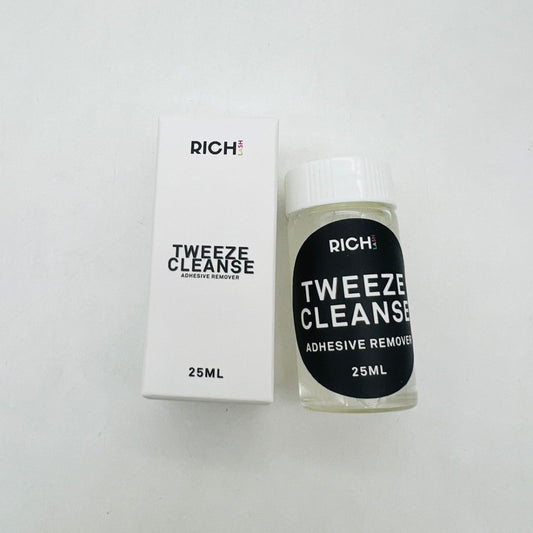 RICH LASH
TWEEZE
CLEANSE
ADHESIVE REMOVER
25ML
RICH LASH
TWEEZE
CLEANSE
ADHESIVE REMOVER
25ML